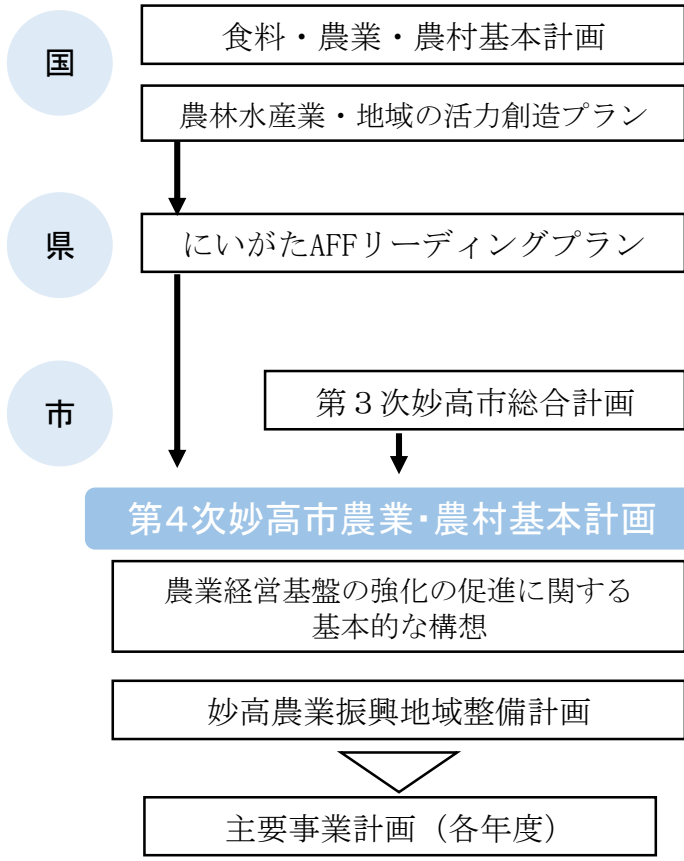 国
食料・農業・農村基本計画
農林水産業・地域の活力創造プラン
県
にいがたAFFリーディングプラン
市
第３次妙高市総合計画
第4次妙高市農業・農村基本計画
農業経営基盤の強化の促進に関する
基本的な構想
妙高農業振興地域整備計画
主要事業計画（各年度）